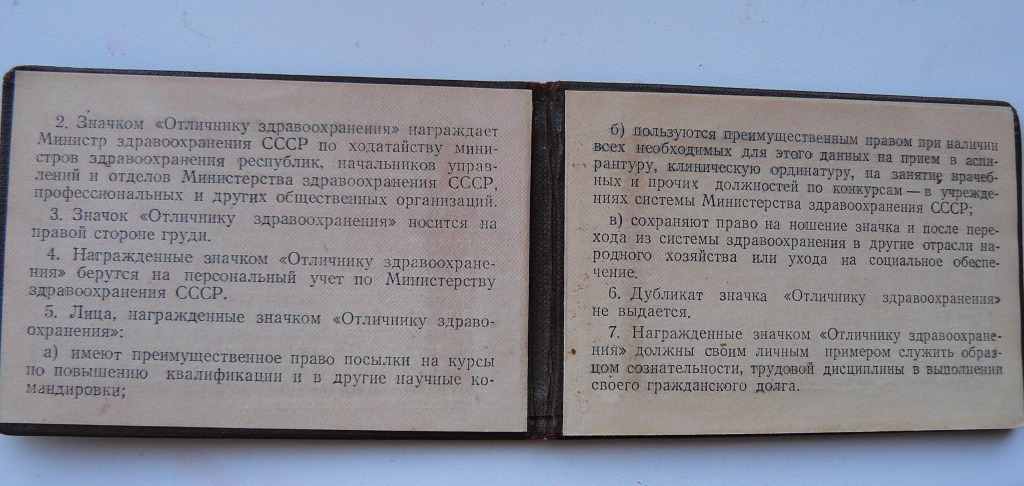 2. Значком «Отличнику здравоохранения» награждает
Министр здравоохранения СССР по ходатайству мини-
стров здравоохранения республик, начальников управ-
лений и отделов Министерства здравоохранения СССР,
профессиональных и других общественных организаций.
3. Значок «Отличнику здравоохранения» носится на
правой стороне груди.
4. Награжденные значком «Отличнику здравоохране-
ния» берутся на персональный учет по Министерству
здравоохранения СССР.
5. Лица, награжденные значком «Отличнику здраво-
охранения»:
а) имеют преимущественное право посылки на курсы
по повышению квалификации и в другие научные ко-
мандировки;
б) пользуются преимущественным правом при наличии
всех необходимых для этого данных на прием в аспи-
рантуру, клиническую ординатуру, на занятие врачеб-
ных и прочих должностей по конкурсам — в учрежде-
ниях системы Министерства здравоохранения СССР;
в) сохраняют право на ношение значка и после пере-
хода из системы здравоохранения в другие отрасли на-
родного хозяйства или ухода на социальное обеспе-
чение.
6. Дубликат значка «Отличнику здравоохранения»
не выдается.
7. Награжденные значком «Отличнику здравоохране-
ния» должны своим личным примером служить образ-
цом сознательности, трудовой дисциплины в выполнении
своего гражданского долга.